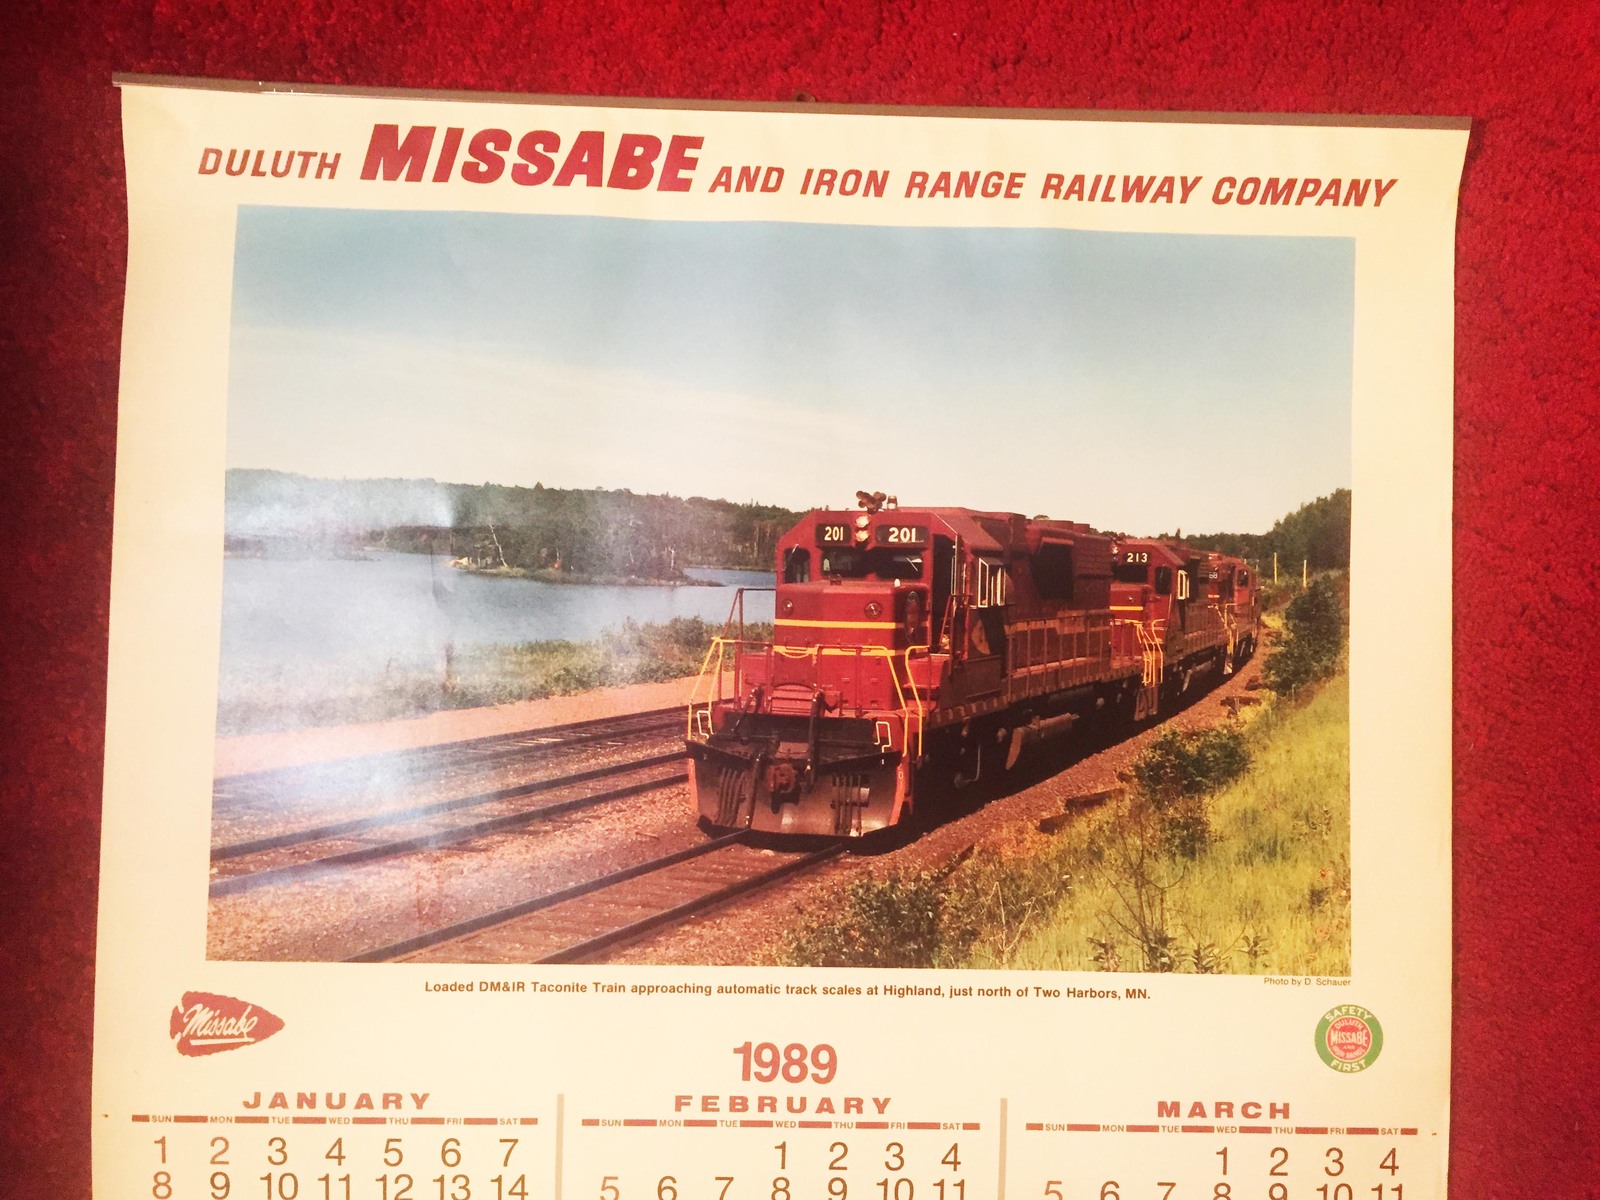 DULUTH MISSABE AND IRON RANGE RAILWAY COMPANY
201 201
213
Photo by D. Schauer
Loaded DM&IR Taconite Train approaching automatic track scales at Highland, just north of Two Harbors, MN.
Missabe
SAFETY
DULUTH
MISSABE
AND
IRON RANGE
FIRST
1989
JANUARY FEBRUARY MARCH
SUN MON TUE WED THU FRI SAT SUN MON TUE WED THU FRI SAT SUN MON TUE WED THU FRI SAT
1 2 3 4 5 6 7 1 2 3 4 1 2 3 4
8 9 10 11 12 13 14 5 6 7 8 9 10 11 5 6 7 8 9 10 11